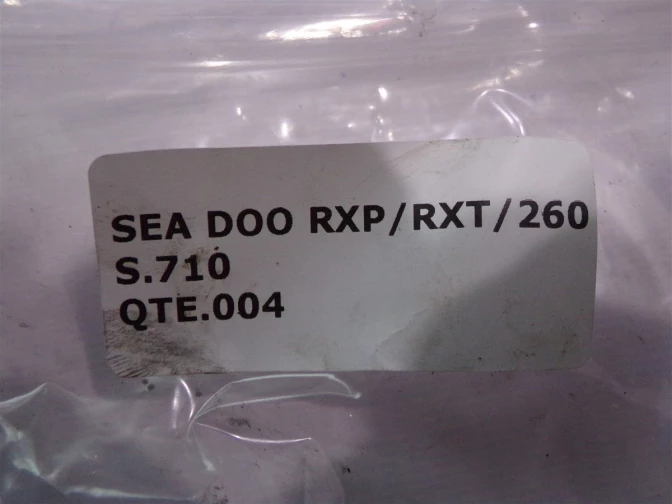 SEA DOO RXP/RXT/260
S.710
QTE.004